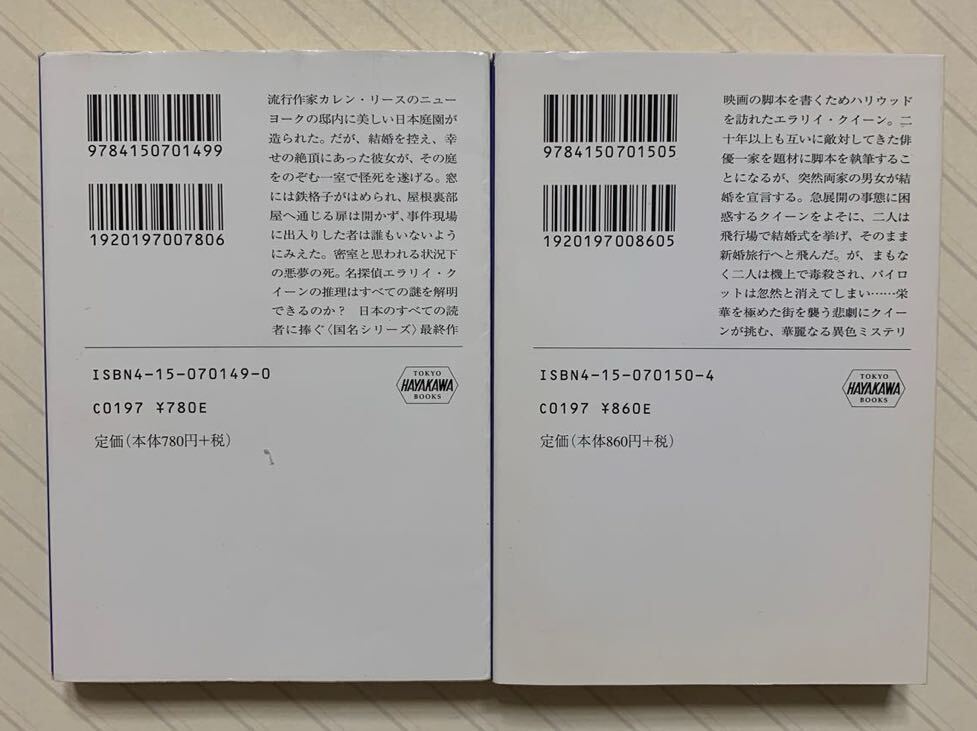 9784150701499
1920197007806
流行作家カレン・リースのニュー
ヨークの邸内に美しい日本庭園が
造られた。だが、結婚を控え、幸
せの絶頂にあった彼女が、その庭
をのぞむ一室で怪死を遂げる。窓
には鉄格子がはめられ、屋根裏部
屋へ通じる扉は開かず、事件現場
に出入りした者は誰もいないよう
にみえた。密室と思われる状況下
の悪夢の死。名探偵エラリイ・ク
イーンの推理はすべての謎を解明
できるのか？ 日本のすべての読
者に捧ぐ〈国名シリーズ〉最終作
ISBN4-15-070149-0
C0197 ¥780E
定価(本体780円+税)
TOKYO
HAYAKAWA
BOOKS
9784150701505
1920197008605
映画の脚本を書くためハリウッド
を訪れたエラリイ・クイーン。二
十年以上も互いに敵対してきた俳
優一家を題材に脚本を執筆するこ
とになるが、突然両家の男女が結
婚を宣言する。急展開の事態に困
惑するクイーンをよそに、二人は
飛行場で結婚式を挙げ、そのまま
新婚旅行へと飛んだ。が、まもな
く二人は機上で毒殺され、パイロ
ットは忽然と消えてしまい……栄
華を極めた街を襲う悲劇にクイー
ンが挑む、華麗なる異色ミステリ
ISBN4-15-070150-4
C0197 ¥860E
定価(本体860円+税)
TOKYO
HAYAKAWA
BOOKS